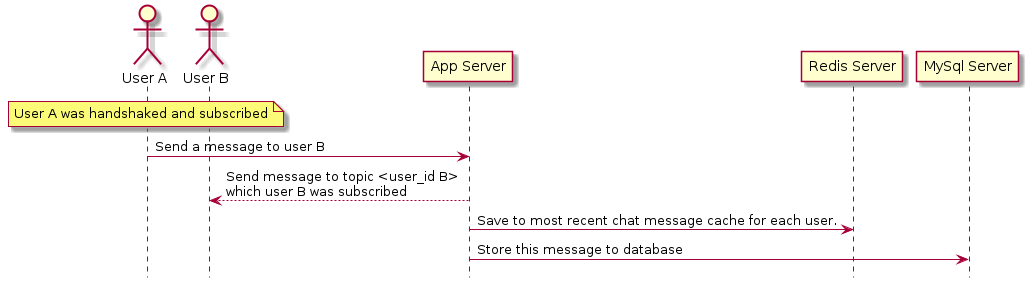 User A
User B
App Server
Redis Server
MySql Server
User A was handshaked and subscribed
Send a message to user B
Send message to topic <user_id B>
which user B was subscribed
Save to most recent chat message cache for each user.
Store this message to database